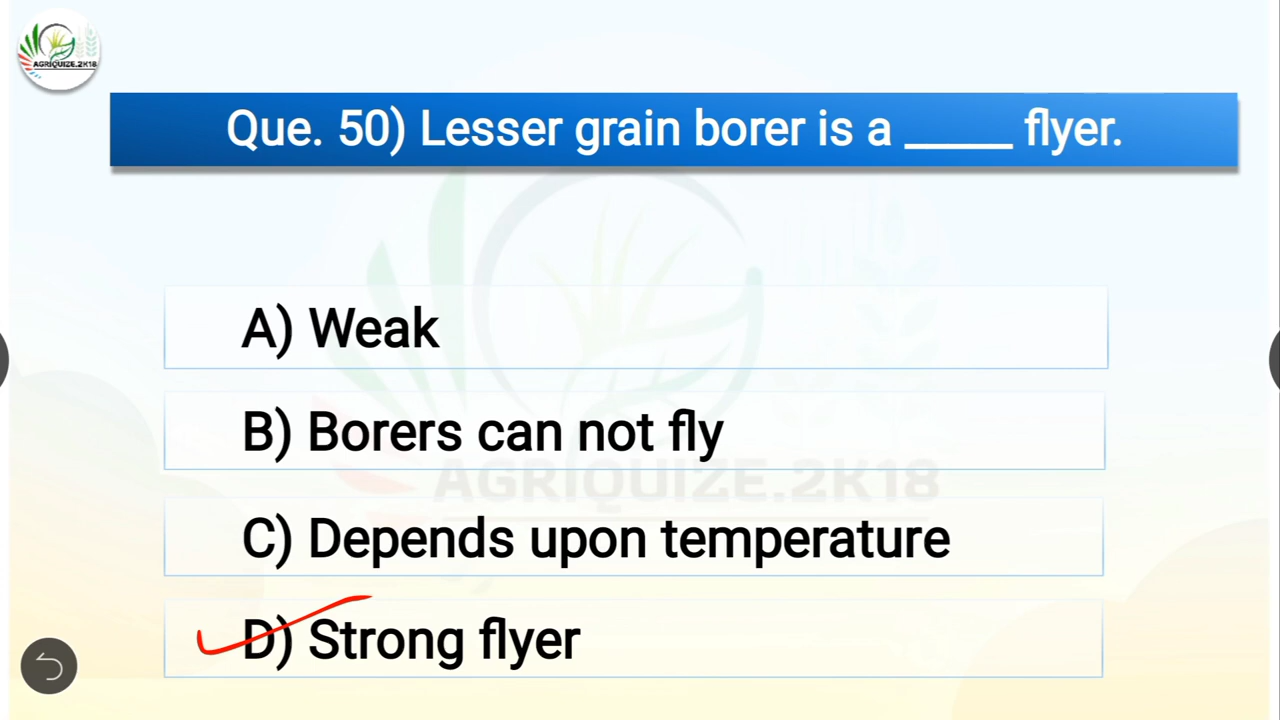 AGRIQUIZE.2K18
Que. 50) Lesser grain borer is a _____ flyer.
A) Weak
B) Borers can not fly
AGRIQUIZE.2K18
C) Depends upon temperature
D) Strong flyer